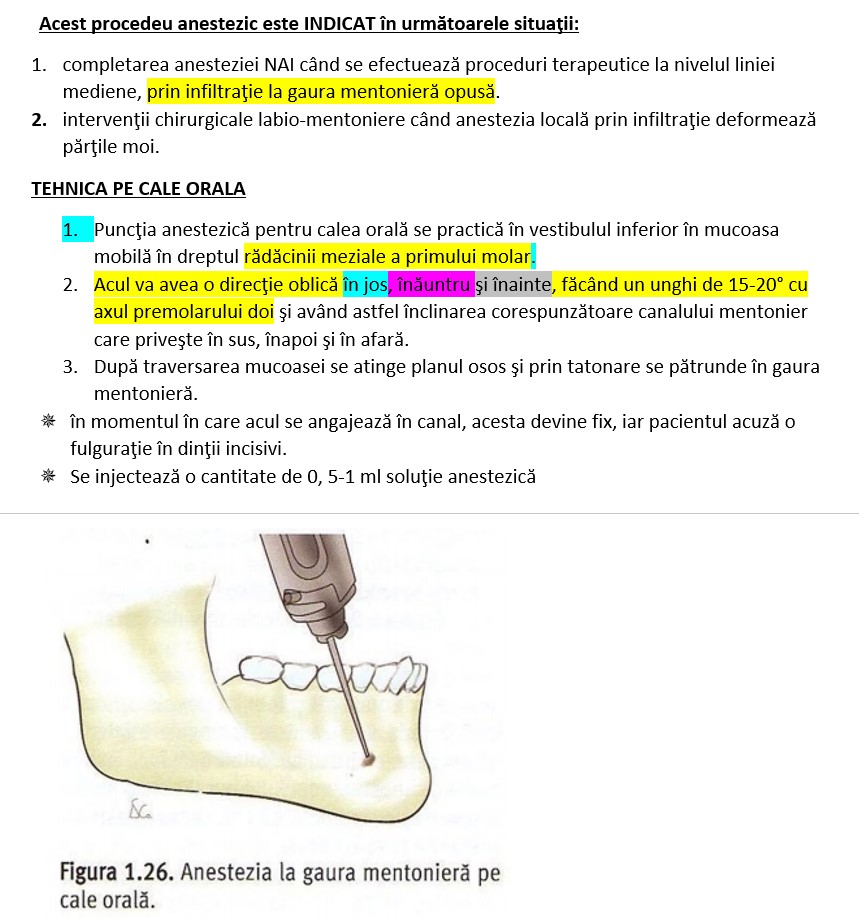 Acest procedeu anestezic este INDICAT în următoarele situaţii:
1. completarea anesteziei NAI când se efectuează proceduri terapeutice la nivelul liniei
mediene, prin infiltraţie la gaura mentonieră opusă.
2. intervenţii chirurgicale labio-mentoniere când anestezia locală prin infiltraţie deformează
părţile moi.
TEHNICA PE CALE ORALA
1. Puncţia anestezică pentru calea orală se practică în vestibulul inferior în mucoasa
mobilă în dreptul rădăcinii meziale a primului molar.
2. Acul va avea o direcţie oblică în jos, înăuntru şi înainte, făcând un unghi de 15-20° cu
axul premolarului doi şi având astfel înclinarea corespunzătoare canalului mentonier
care priveşte în sus, înapoi şi în afară.
3. După traversarea mucoasei se atinge planul osos şi prin tatonare se pătrunde în gaura
mentonieră.
în momentul în care acul se angajează în canal, acesta devine fix, iar pacientul acuză o
fulguraţie în dinţii incisivi.
Se injectează o cantitate de 0, 5-1 ml soluţie anestezică
Figura 1.26. Anestezia la gaura mentonieră pe
cale orală.